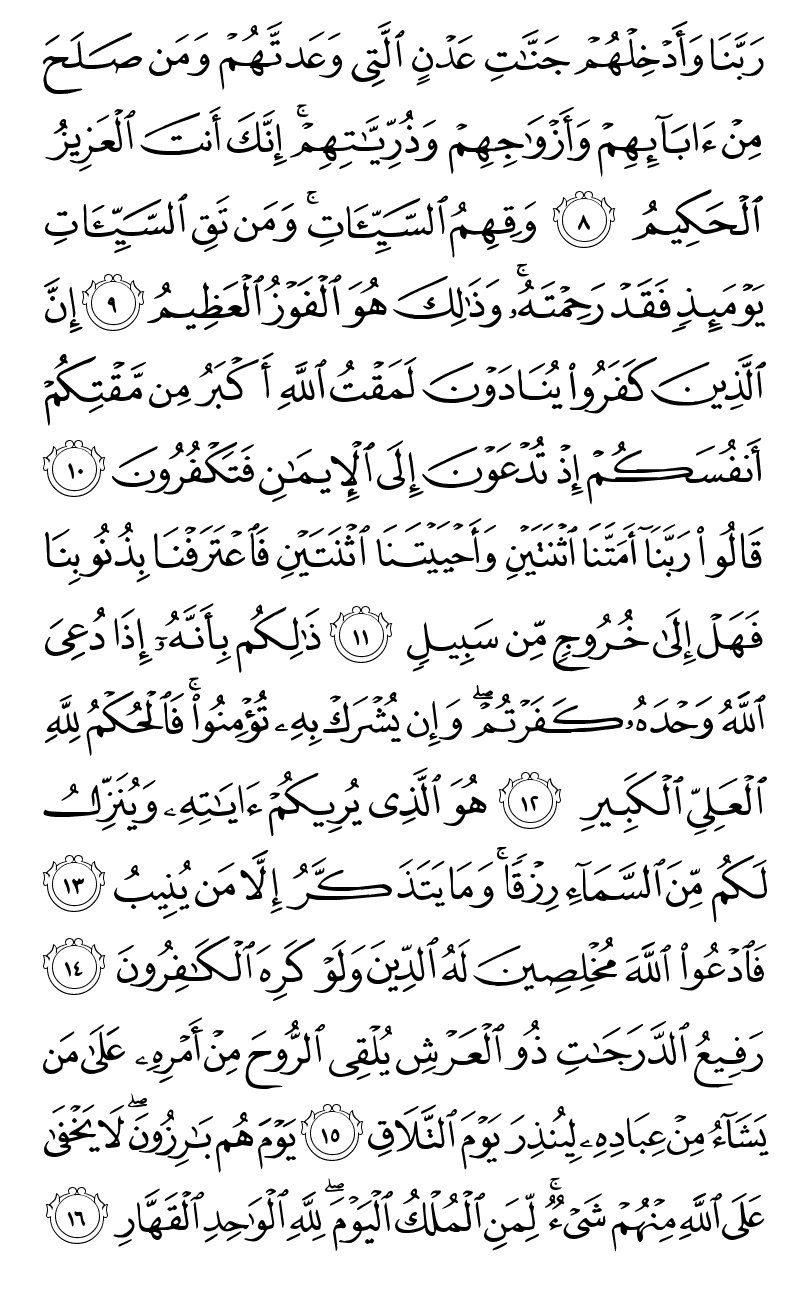 رَبَّنَا وَأَدْخِلْهُمْ جَنَّـٰتِ عَدْنٍ ٱلَّتِى وَعَدتَّهُمْ وَمَن صَلَحَ
مِنْ ءَابَآئِهِمْ وَأَزْوَٰجِهِمْ وَذُرِّيَّـٰتِهِمْ ۚ إِنَّكَ أَنتَ ٱلْعَزِيزُ
ٱلْحَكِيمُ ٨ وَقِهِمُ ٱلسَّيِّـَٔاتِ ۚ وَمَن تَقِ ٱلسَّيِّـَٔاتِ
يَوْمَئِذٍ فَقَدْ رَحِمْتَهُۥ ۚ وَذَٰلِكَ هُوَ ٱلْفَوْزُ ٱلْعَظِيمُ ٩ إِنَّ
ٱلَّذِينَ كَفَرُوا۟ يُنَادَوْنَ لَمَقْتُ ٱللَّهِ أَكْبَرُ مِن مَّقْتِكُمْ
أَنفُسَكُمْ إِذْ تُدْعَوْنَ إِلَى ٱلْإِيمَـٰنِ فَتَكْفُرُونَ ١٠
قَالُوا۟ رَبَّنَآ أَمَتَّنَا ٱثْنَتَيْنِ وَأَحْيَيْتَنَا ٱثْنَتَيْنِ فَٱعْتَرَفْنَا بِذُنُوبِنَا
فَهَلْ إِلَىٰ خُرُوجٍ مِّن سَبِيلٍ ١١ ذَٰلِكُم بِأَنَّهُۥٓ إِذَا دُعِىَ
ٱللَّهُ وَحْدَهُۥ كَفَرْتُمْ ۖ وَإِن يُشْرَكْ بِهِۦ تُؤْمِنُوا۟ ۚ فَٱلْحُكْمُ لِلَّهِ
ٱلْعَلِىِّ ٱلْكَبِيرِ ١٢ هُوَ ٱلَّذِى يُرِيكُمْ ءَايَـٰتِهِۦ وَيُنَزِّلُ
لَكُم مِّنَ ٱلسَّمَآءِ رِزْقًا ۚ وَمَا يَتَذَكَّرُ إِلَّا مَن يُنِيبُ ١٣
فَٱدْعُوا۟ ٱللَّهَ مُخْلِصِينَ لَهُ ٱلدِّينَ وَلَوْ كَرِهَ ٱلْكَـٰفِرُونَ ١٤
رَفِيعُ ٱلدَّرَجَـٰتِ ذُو ٱلْعَرْشِ يُلْقِى ٱلرُّوحَ مِنْ أَمْرِهِۦ عَلَىٰ مَن
يَشَآءُ مِنْ عِبَادِهِۦ لِيُنذِرَ يَوْمَ ٱلتَّلَاقِ ١٥ يَوْمَ هُم بَـٰرِزُونَ ۖ لَا يَخْفَىٰ
عَلَى ٱللَّهِ مِنْهُمْ شَىْءٌ ۚ لِّمَنِ ٱلْمُلْكُ ٱلْيَوْمَ ۖ لِلَّهِ ٱلْوَٰحِدِ ٱلْقَهَّارِ ١٦